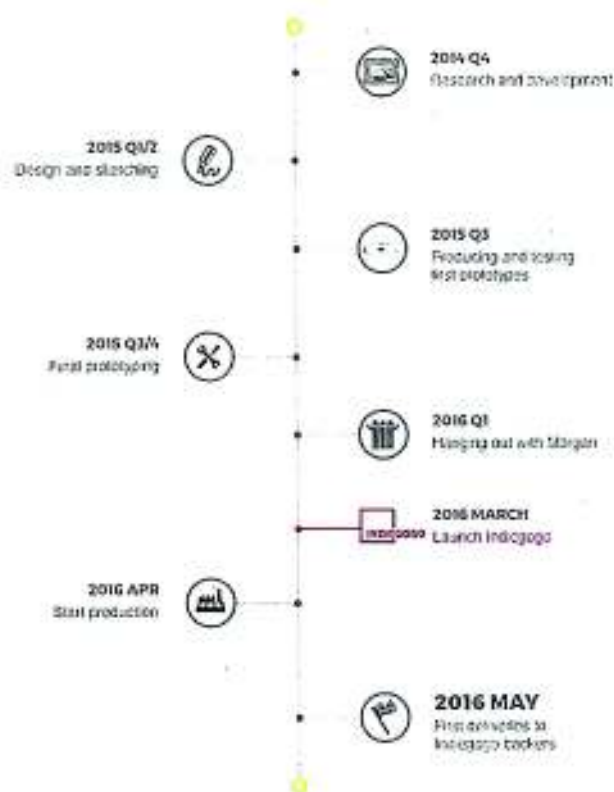 2014 Q4
Research and development
2015 Q1/2
Design and sketching
2015 Q3
Producing and testing
first prototypes
2015 Q3/4
Final prototyping
2016 Q1
Hanging out with Morgan
2016 MARCH
INDIEGOGO
Launch Indiegogo
2016 APR
Start production
2016 MAY
First deliveries to
Indiegogo backers